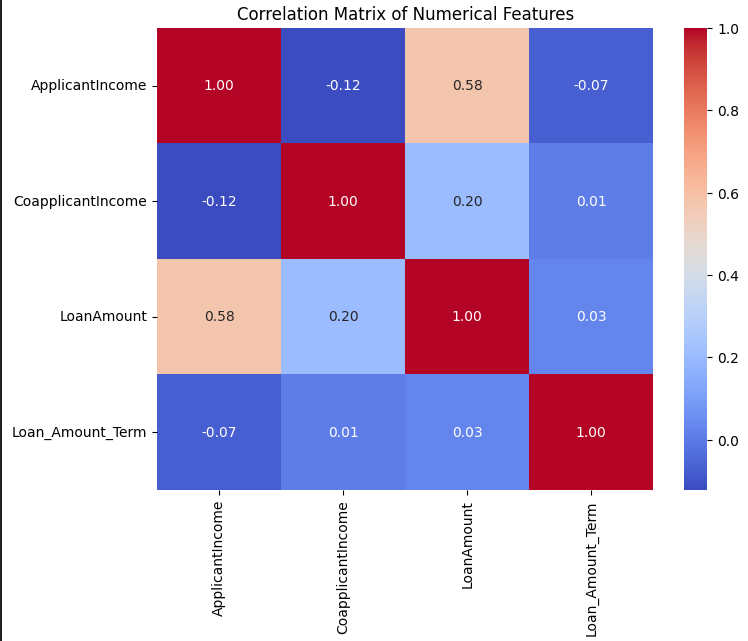 Correlation Matrix of Numerical Features
ApplicantIncome 1.00 -0.12 0.58 -0.07
CoapplicantIncome -0.12 1.00 0.20 0.01
LoanAmount 0.58 0.20 1.00 0.03
Loan_Amount_Term -0.07 0.01 0.03 1.00
ApplicantIncome
CoapplicantIncome
LoanAmount
Loan_Amount_Term
1.0
0.8
0.6
0.4
0.2
0.0